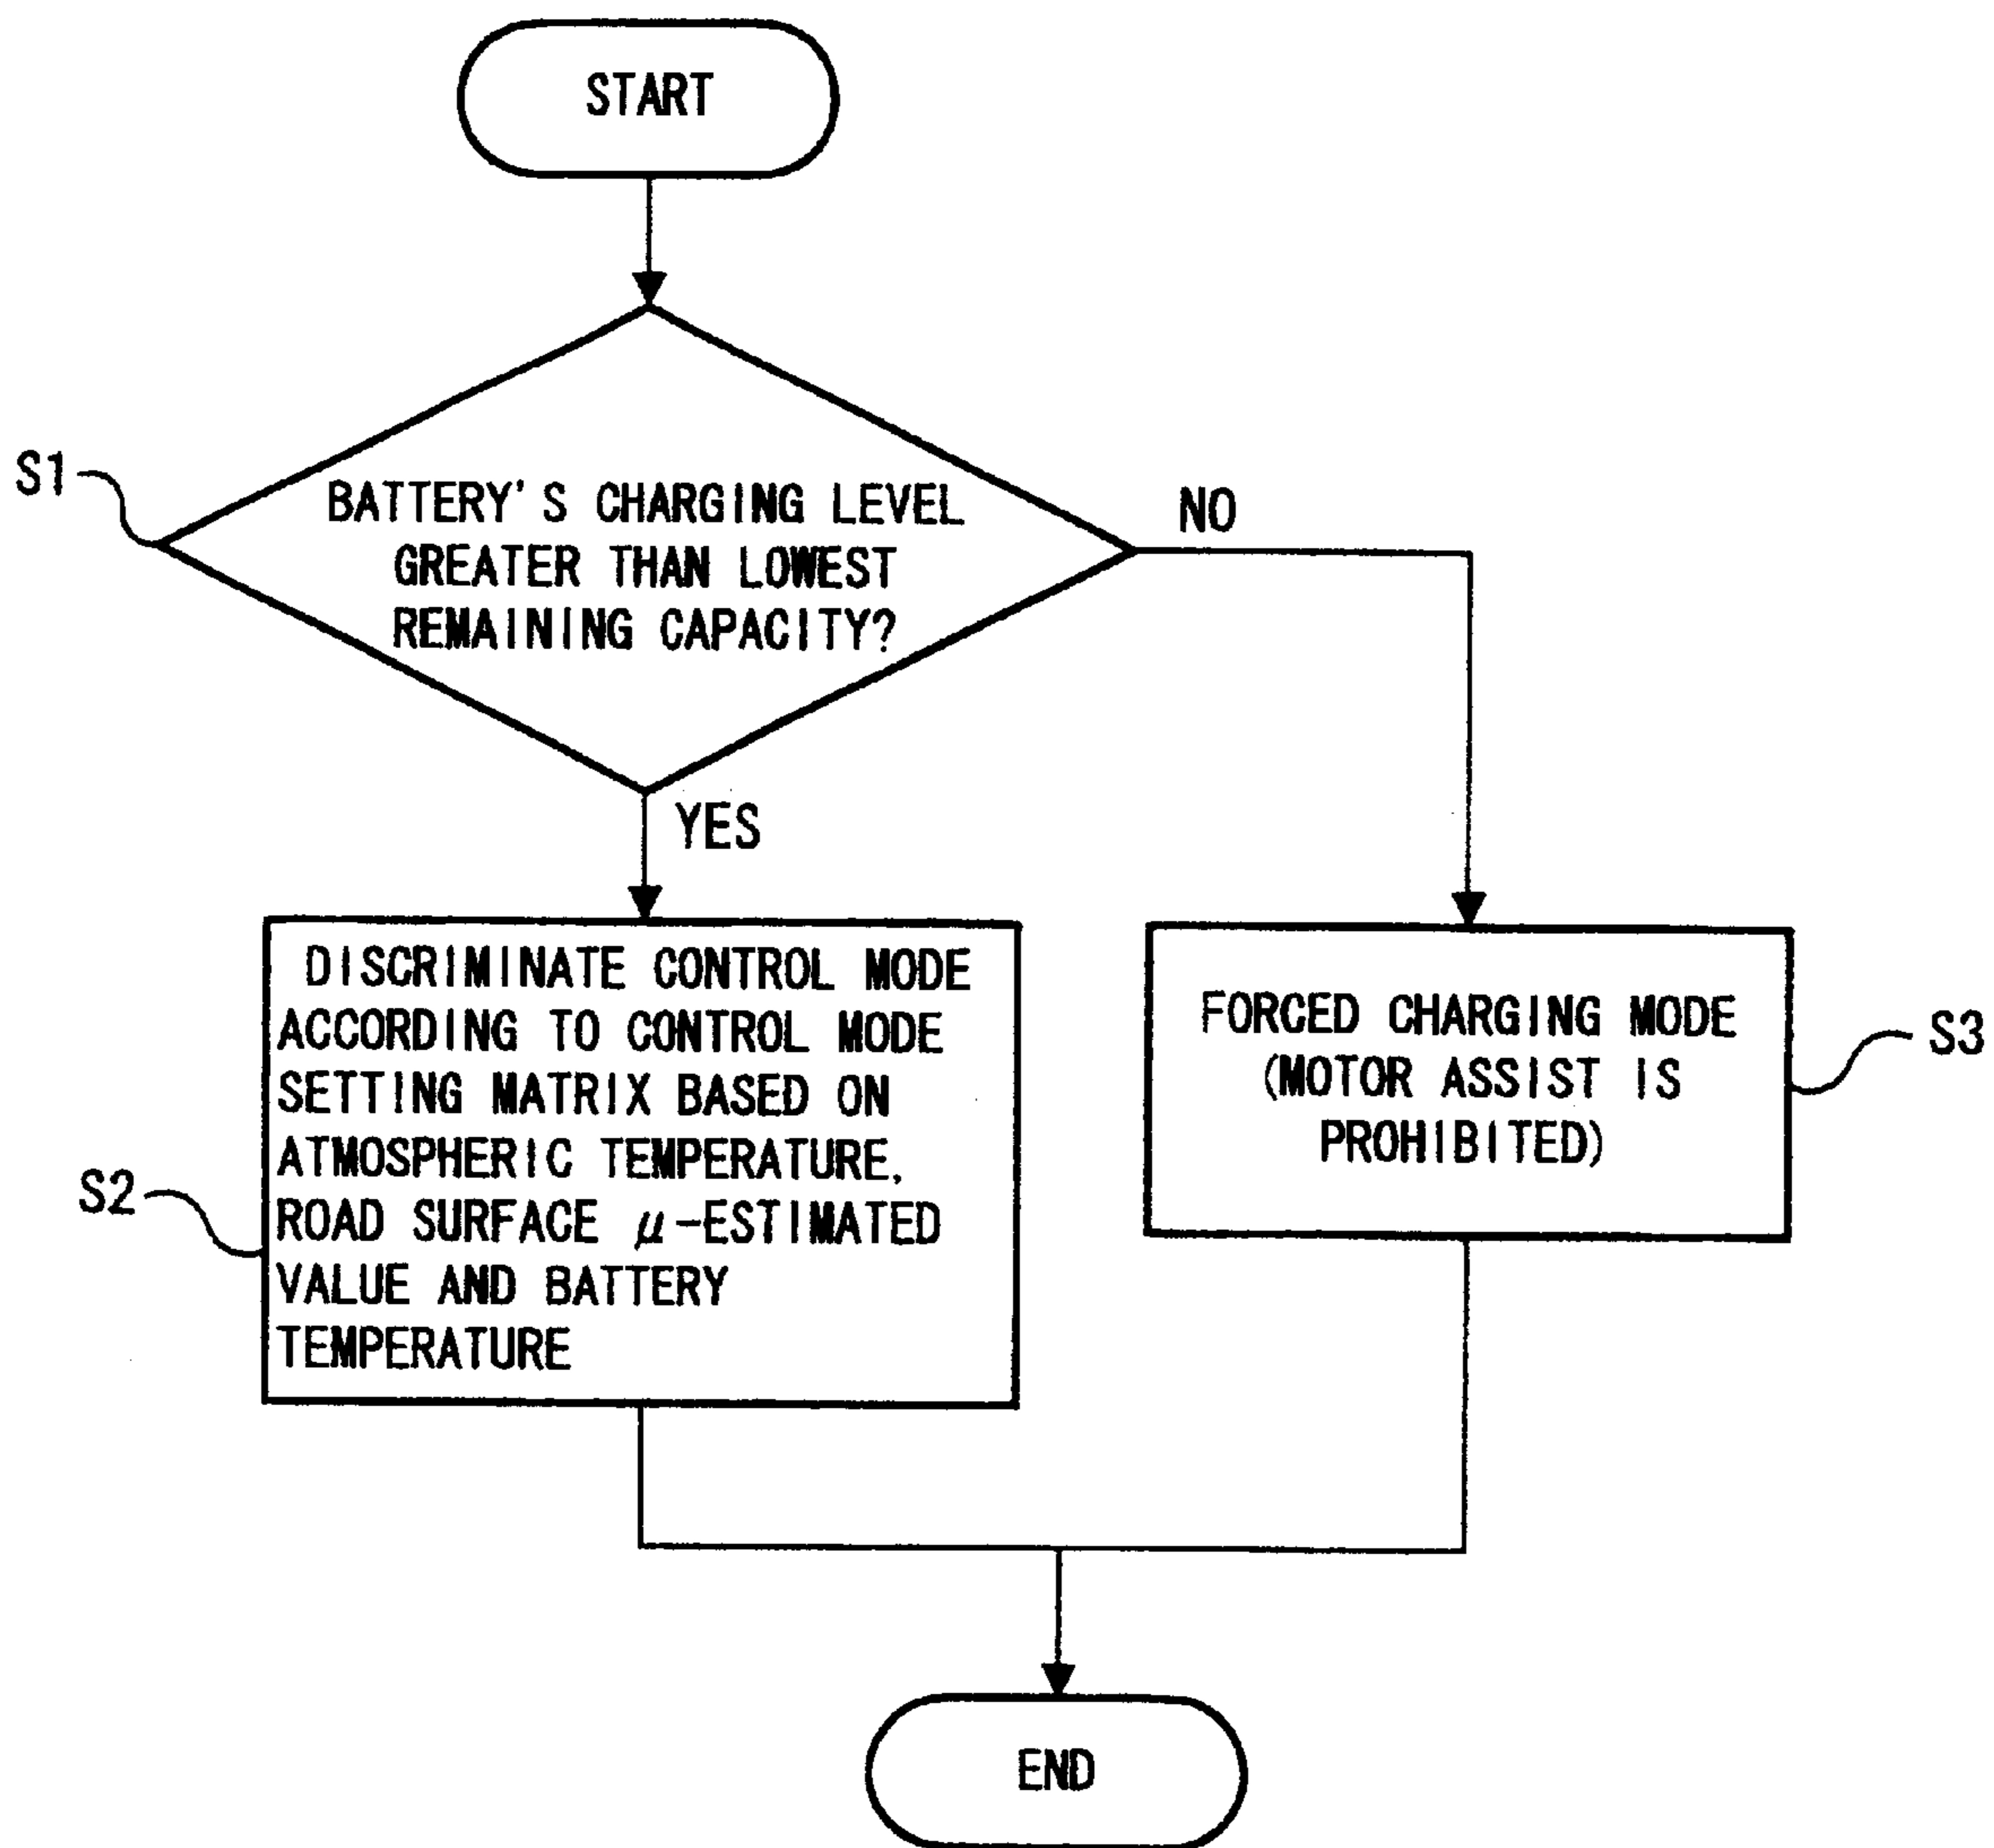 START
S1
BATTERY'S CHARGING LEVEL
GREATER THAN LOWEST
REMAINING CAPACITY?
NO
YES
DISCRIMINATE CONTROL MODE
ACCORDING TO CONTROL MODE
SETTING MATRIX BASED ON
ATMOSPHERIC TEMPERATURE,
ROAD SURFACE μ-ESTIMATED
VALUE AND BATTERY
TEMPERATURE
S2
FORCED CHARGING MODE
(MOTOR ASSIST IS
PROHIBITED)
S3
END